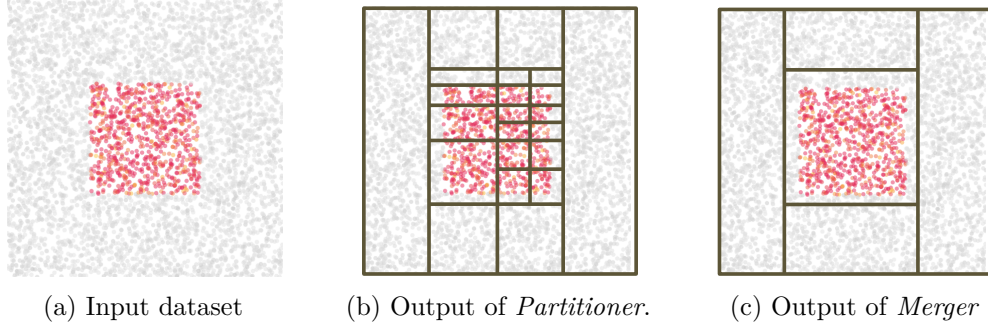 (a) Input dataset
(b) Output of Partitioner.
(c) Output of Merger